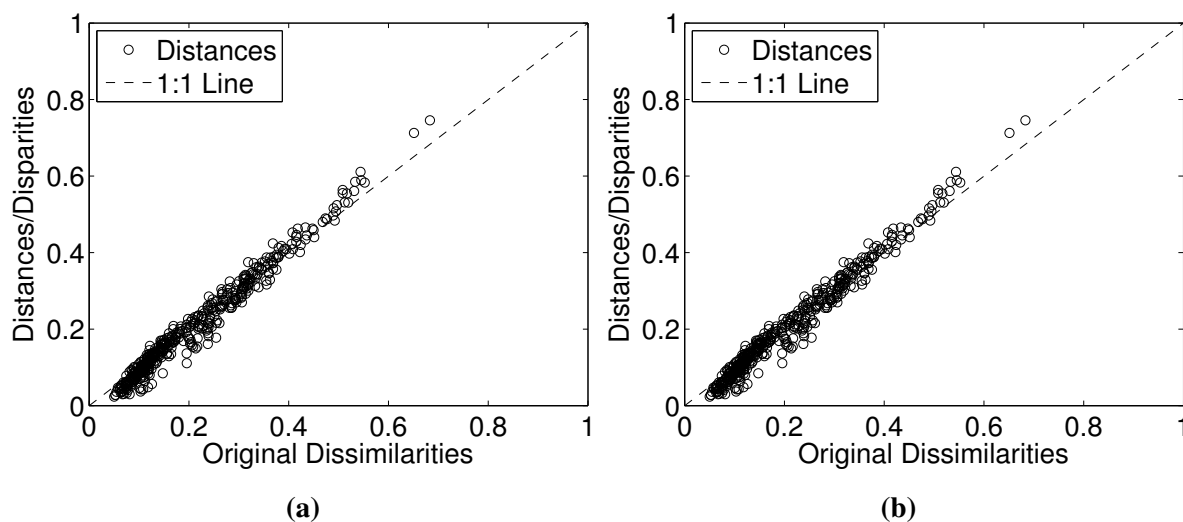 1
0.8
0.6
0.4
0.2
0
0 0.2 0.4 0.6 0.8 1
Distances/Disparities
Original Dissimilarities
Distances
1:1 Line
(a)
1
0.8
0.6
0.4
0.2
0
0 0.2 0.4 0.6 0.8 1
Distances/Disparities
Original Dissimilarities
Distances
1:1 Line
(b)